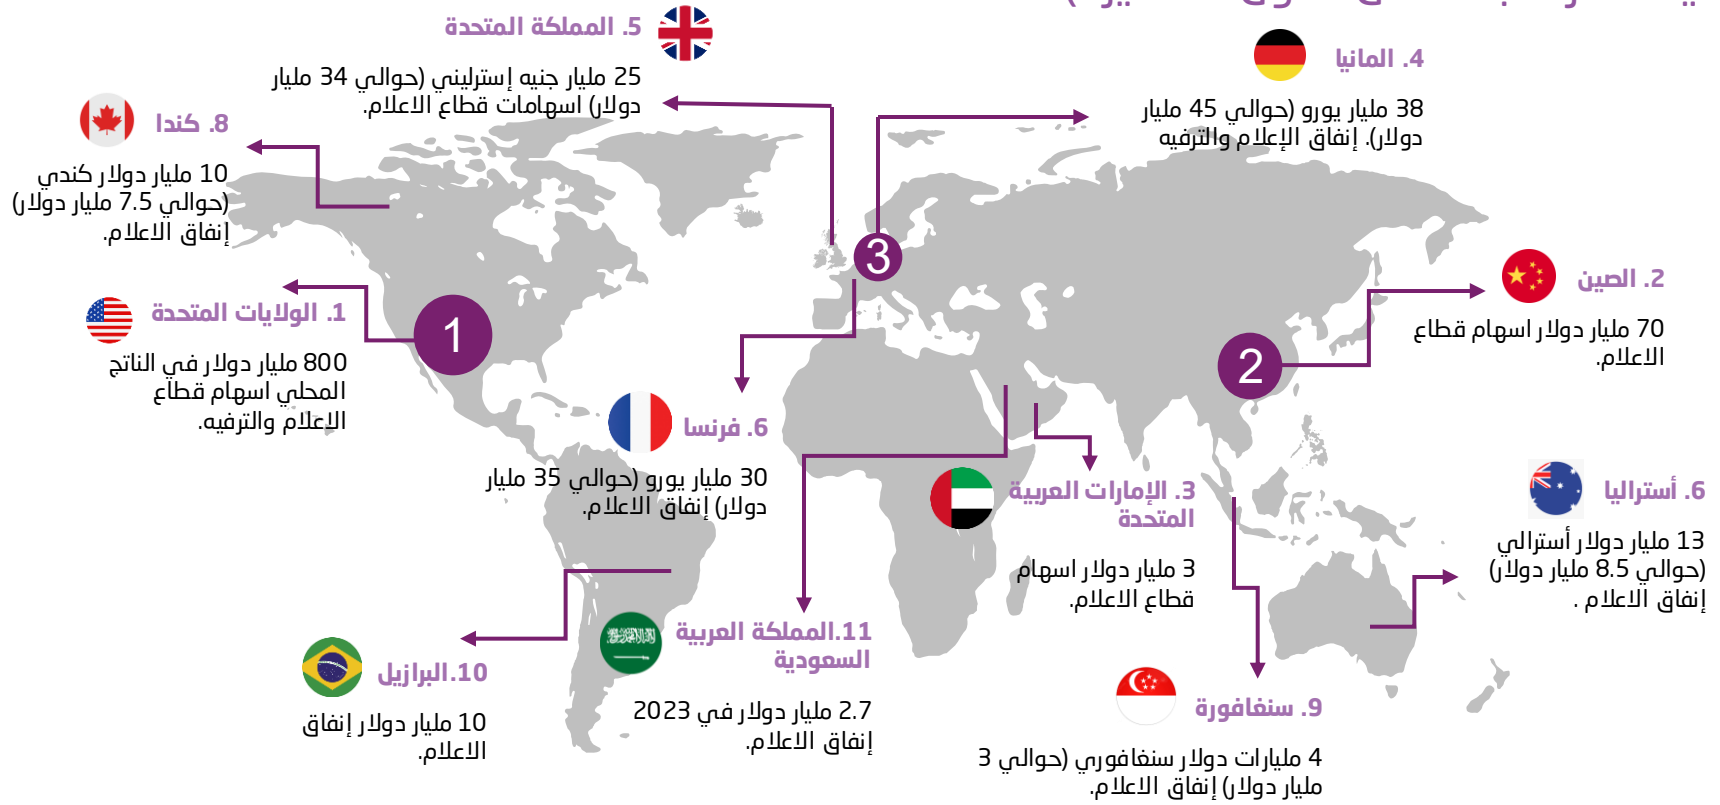 5. المملكة المتحدة
25 مليار جنيه إسترليني (حوالي 34 مليار
دولار) اسهامات قطاع الاعلام.
4. المانيا
38 مليار يورو (حوالي 45 مليار
دولار). إنفاق الإعلام والترفيه
8. كندا
10 مليار دولار كندي
(حوالي 7.5 مليار دولار)
إنفاق الاعلام.
3
2. الصين
70 مليار دولار اسهام قطاع
الاعلام.
2
1. الولايات المتحدة
800 مليار دولار في الناتج
المحلي اسهام قطاع
الإعلام والترفيه.
1
6. فرنسا
30 مليار يورو (حوالي 35 مليار
دولار) إنفاق الاعلام.
3. الإمارات العربية
المتحدة
3 مليار دولار اسهام
قطاع الاعلام.
6. أستراليا
13 مليار دولار أسترالي
(حوالي 8.5 مليار دولار)
إنفاق الاعلام .
11.المملكة العربية
السعودية
2.7 مليار دولار في 2023
إنفاق الاعلام.
10.البرازيل
10 مليار دولار إنفاق
الاعلام.
9. سنغافورة
4 مليارات دولار سنغافوري (حوالي 3
مليار دولار) إنفاق الاعلام.